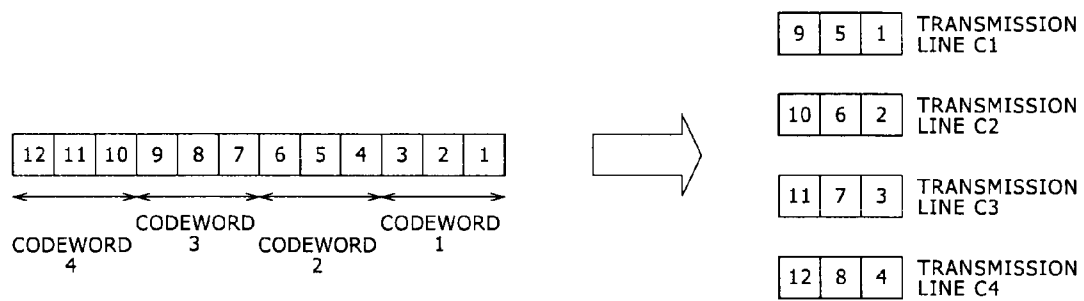 12 11 10 9 8 7 6 5 4 3 2 1
CODEWORD
4
CODEWORD
3
CODEWORD
2
CODEWORD
1
9 5 1
TRANSMISSION
LINE C1
10 6 2
TRANSMISSION
LINE C2
11 7 3
TRANSMISSION
LINE C3
12 8 4
TRANSMISSION
LINE C4